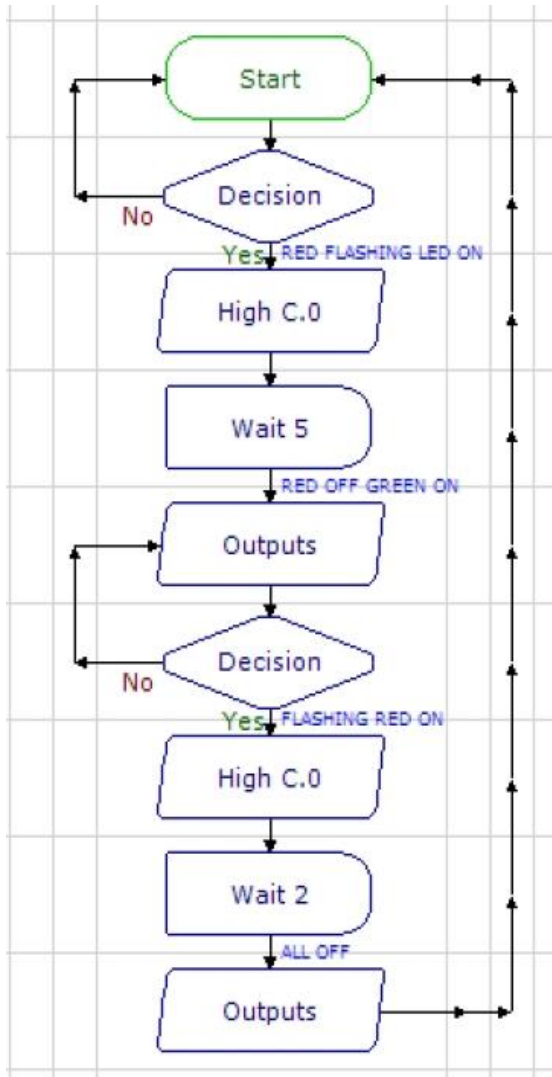 Start
Decision
No
Yes
RED FLASHING LED ON
High C.0
Wait 5
RED OFF GREEN ON
Outputs
Decision
No
Yes
FLASHING RED ON
High C.0
Wait 2
ALL OFF
Outputs